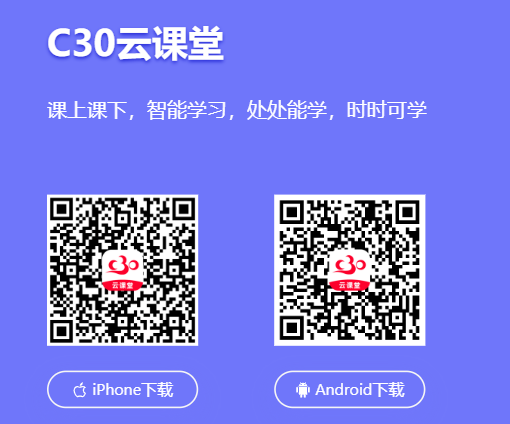 C30云课堂
课上课下，智能学习，处处能学，时时可学
C30 C30
云课堂 云课堂
iPhone下载 Android下载